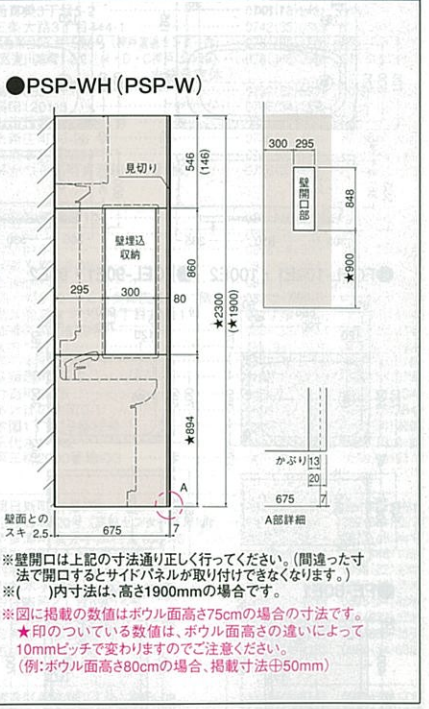 ●PSP-WH(PSP-W)
見切り
546
(146)
300 295
壁開口部
848
★900
壁埋込
収納
295
300
860
80
★2300
(★1900)
★894
A
壁面との
スキ 2.5
675
7
かぶり 13
20
675
7
A部詳細
※壁開口は上記の寸法通り正しく行ってください。(間違った寸
法で開口するとサイドパネルが取り付けできなくなります。)
※( )内寸法は、高さ1900mmの場合です。
※図に掲載の数値はボウル面高さ75cmの場合の寸法です。
★印のついている数値は、ボウル面高さの違いによって
10mmピッチで変わりますのでご注意ください。
(例:ボウル面高さ80cmの場合、掲載寸法⊕50mm)